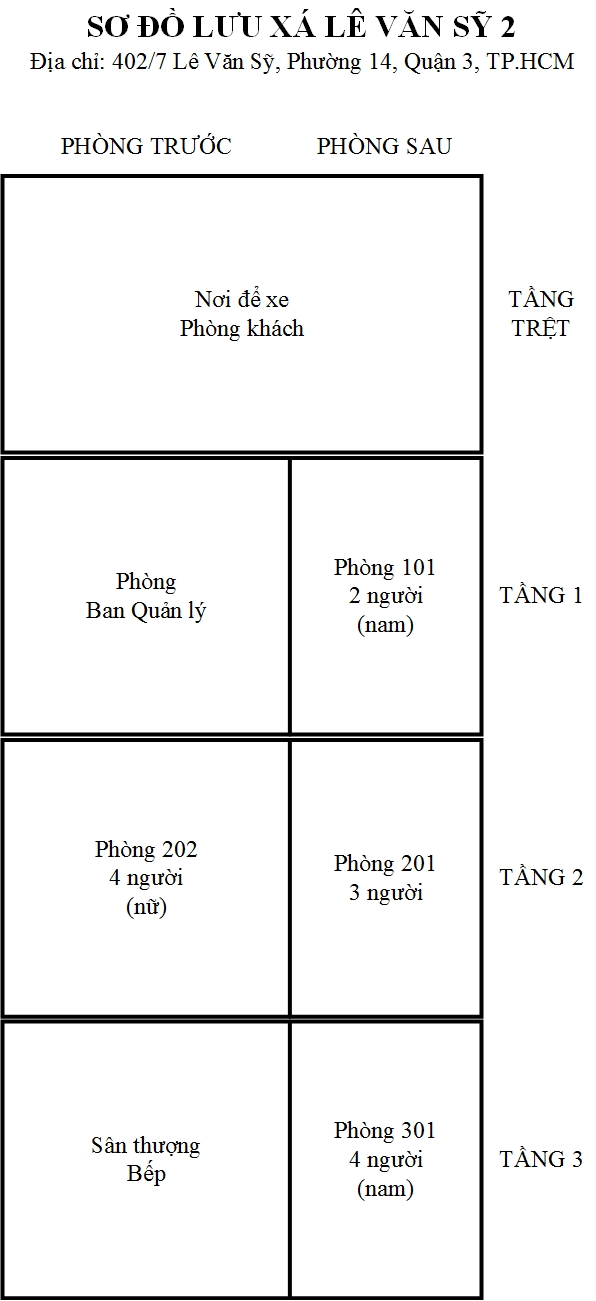 SƠ ĐỒ LƯU XÁ LÊ VĂN SỸ 2
Địa chỉ: 402/7 Lê Văn Sỹ, Phường 14, Quận 3, TP.HCM
PHÒNG TRƯỚC
PHÒNG SAU
Nơi để xe
Phòng khách
TẦNG
TRỆT
Phòng
Ban Quản lý
Phòng 101
2 người
(nam)
TẦNG 1
Phòng 202
4 người
(nữ)
Phòng 201
3 người
TẦNG 2
Sân thượng
Bếp
Phòng 301
4 người
(nam)
TẦNG 3